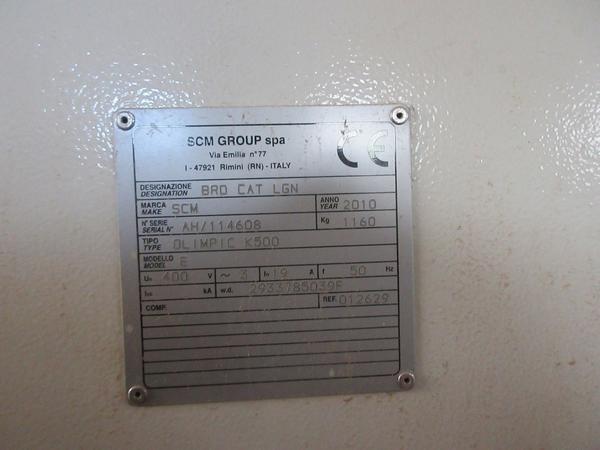 SCM GROUP spa
Via Emilia n°77
I - 47921 Rimini (RN) - ITALY
CE
DESIGNAZIONE DESIGNATION BRD CAT LGN
MARCA MAKE SCM ANNO YEAR 2010
N° SERIE SERIAL N° AH/114608 Kg 1160
TIPO TYPE OLIMPIC K500
MODELLO MODEL E
Un 400 V ~ 3 In 19 A f 50 Hz
kA w.d. 2933785039F
COMP. REF. 012629